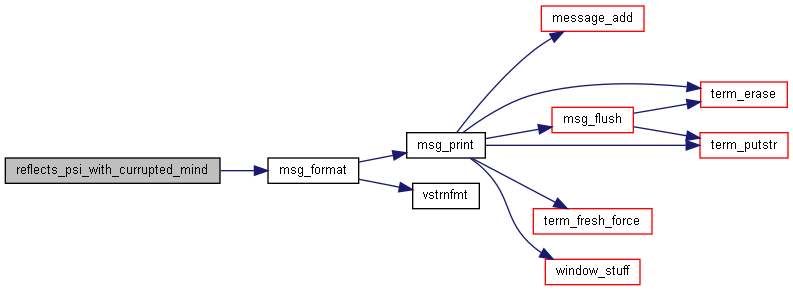 message_add
term_erase
msg_flush
msg_print
term_putstr
reflects_psi_with_currupted_mind
msg_format
vstrnfmt
term_fresh_force
window_stuff